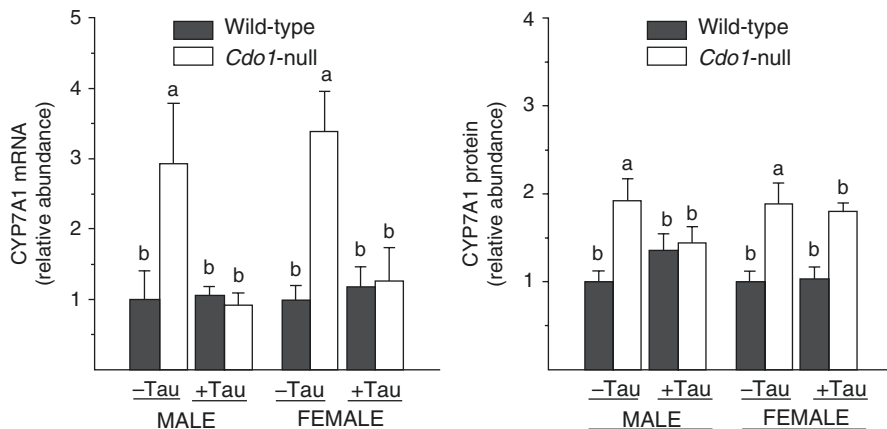 5
4
3
2
1
CYP7A1 mRNA
(relative abundance)
Wild-type
Cdo1-null
b
a
b
b
b
a
b
b
–Tau
+Tau
–Tau
+Tau
MALE
FEMALE
4
3
2
1
CYP7A1 protein
(relative abundance)
Wild-type
Cdo1-null
b
a
b
b
b
a
b
b
–Tau
+Tau
–Tau
+Tau
MALE
FEMALE